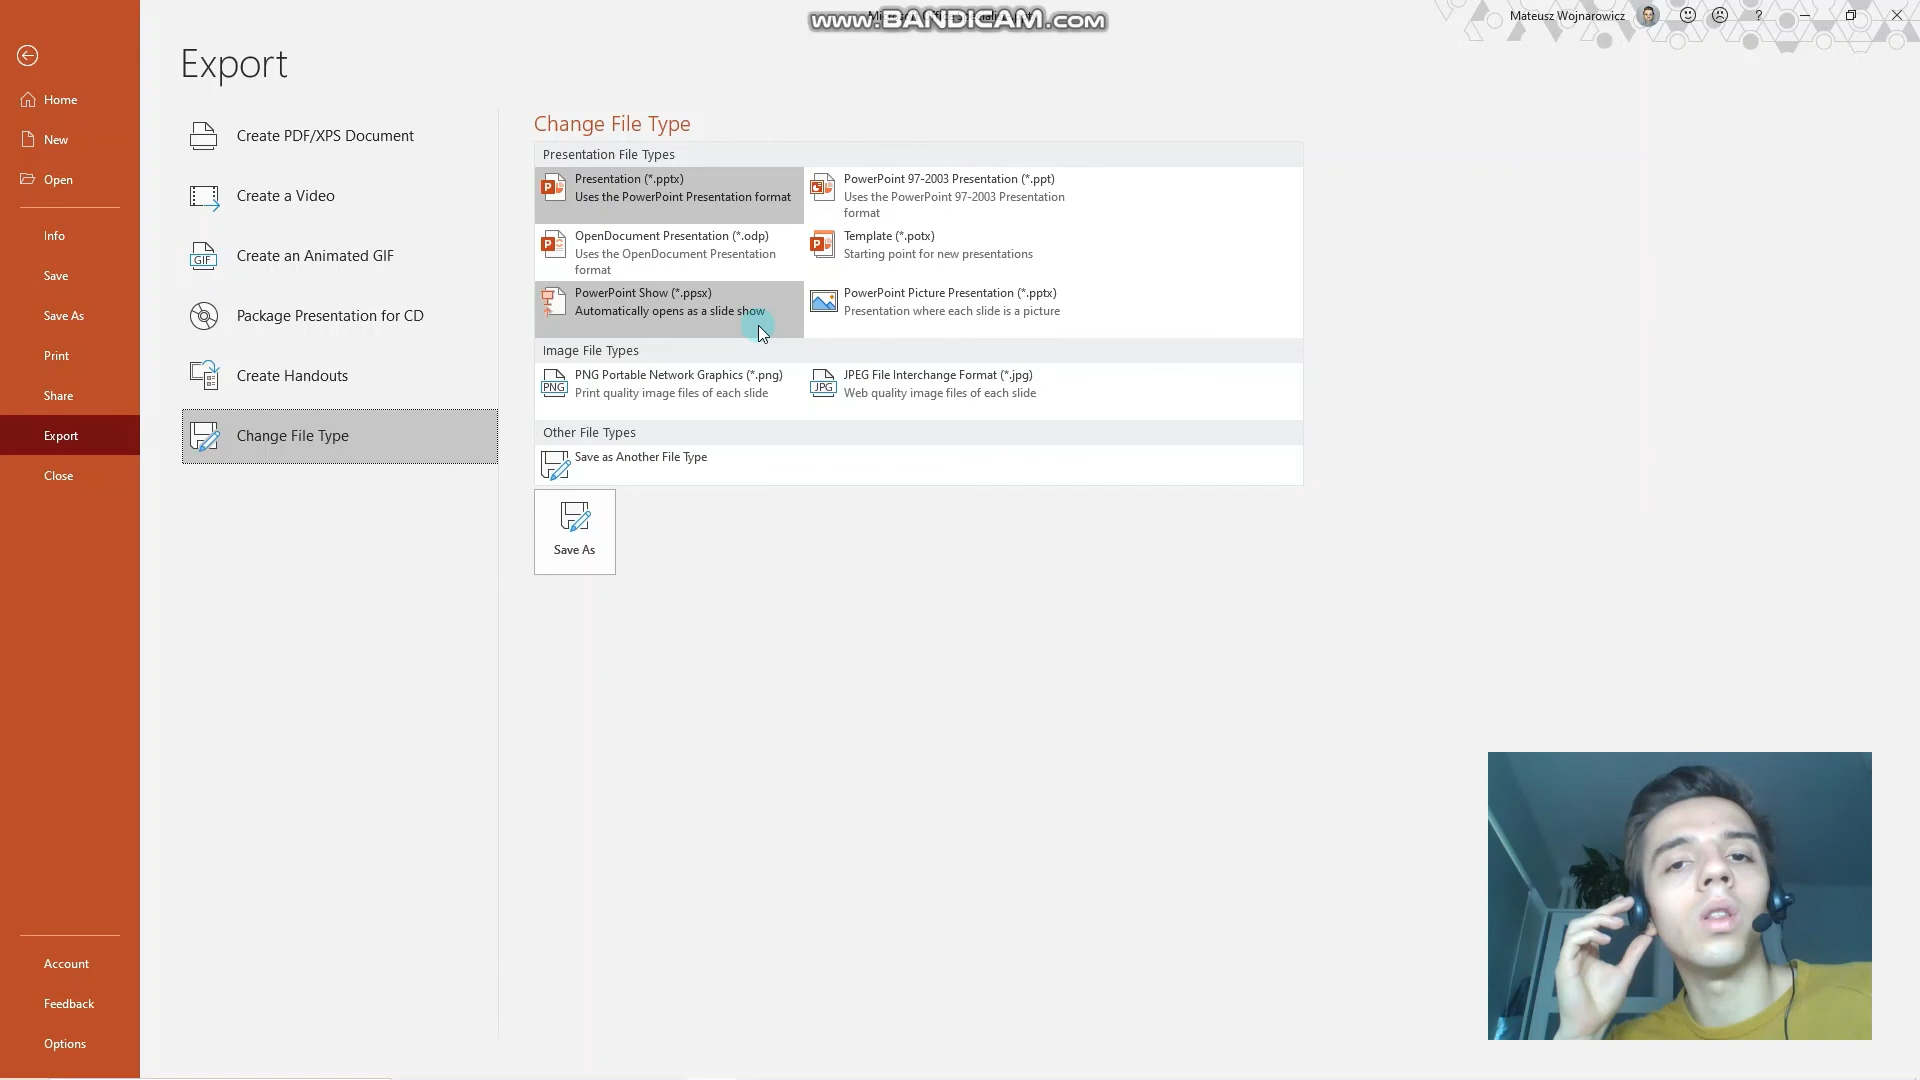 www.BANDICAM.com
Mateusz Wojnarowicz
?
Export
Home
New
Open
Info
Save
Save As
Print
Share
Export
Close
Account
Feedback
Options
Create PDF/XPS Document
Create a Video
GIF
Create an Animated GIF
Package Presentation for CD
Create Handouts
Change File Type
Change File Type
Presentation File Types
P
Presentation (*.pptx)
Uses the PowerPoint Presentation format
PowerPoint 97-2003 Presentation (*.ppt)
Uses the PowerPoint 97-2003 Presentation
format
P
OpenDocument Presentation (*.odp)
Uses the OpenDocument Presentation
format
P
Template (*.potx)
Starting point for new presentations
PowerPoint Show (*.ppsx)
Automatically opens as a slide show
PowerPoint Picture Presentation (*.pptx)
Presentation where each slide is a picture
Image File Types
PNG
PNG Portable Network Graphics (*.png)
Print quality image files of each slide
JPG
JPEG File Interchange Format (*.jpg)
Web quality image files of each slide
Other File Types
Save as Another File Type
Save As